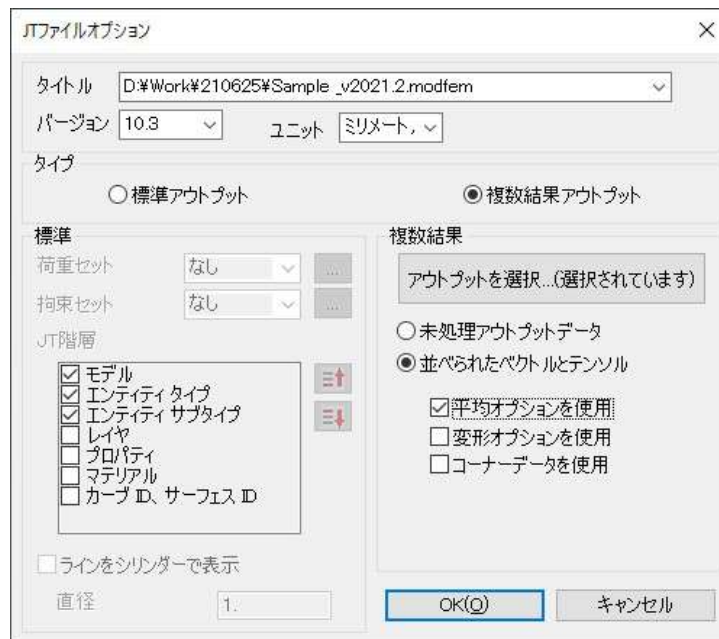 JTファイルオプション
タイトル D:¥Work¥210625¥Sample _v2021.2.modfem
バージョン 10.3 ユニット ミリメート,
タイプ
標準アウトプット 複数結果アウトプット
標準
荷重セット なし ...
拘束セット なし ...
JT階層
モデル
エンティティ タイプ
エンティティ サブタイプ
レイヤ
プロパティ
マテリアル
カーブ ID、サーフェス ID
ラインをシリンダーで表示
直径 1.
複数結果
アウトプットを選択...(選択されています)
未処理アウトプットデータ
並べられたベクトルとテンソル
平均オプションを使用
変形オプションを使用
コーナーデータを使用
OK(O) キャンセル